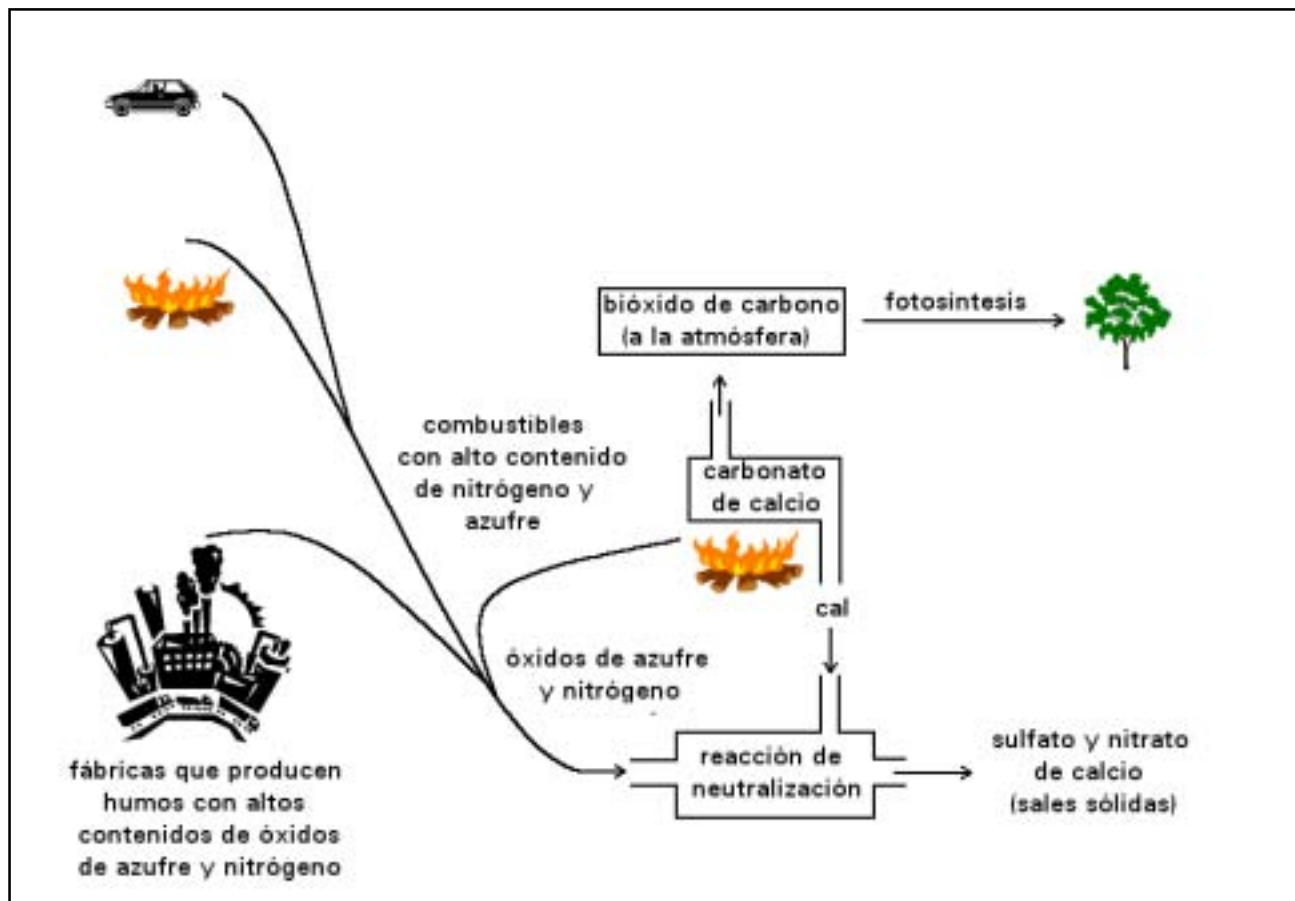 bióxido de carbono
(a la atmósfera)
fotosintesis
combustibles
con alto contenido
de nitrógeno y
azufre
carbonato
de calcio
cal
óxidos de azufre
y nitrógeno
reacción de
neutralización
sulfato y nitrato
de calcio
(sales sólidas)
fábricas que producen
humos con altos
contenidos de óxidos
de azufre y nitrógeno